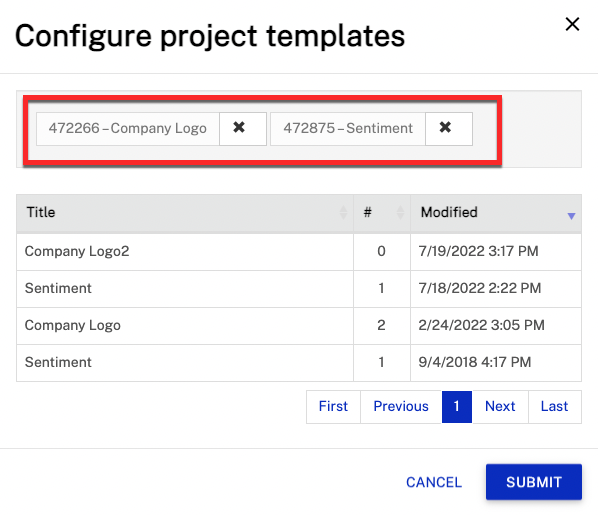 Configure project templates
472266 – Company Logo 472875 – Sentiment
Title # Modified
Company Logo2 0 7/19/2022 3:17 PM
Sentiment 1 7/18/2022 2:22 PM
Company Logo 2 2/24/2022 3:05 PM
Sentiment 1 9/4/2018 4:17 PM
First Previous 1 Next Last
CANCEL SUBMIT